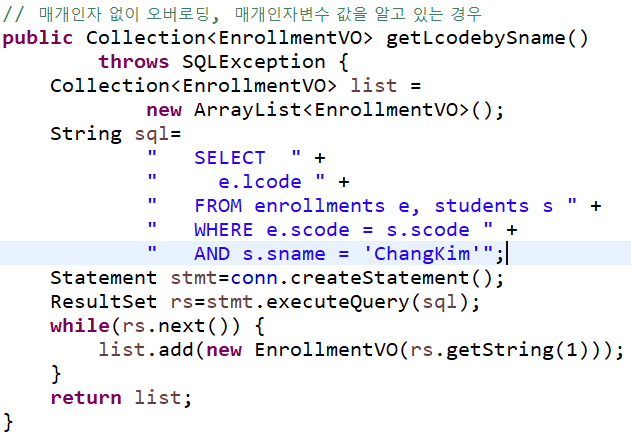 // 매개인자 없이 오버로딩, 매개인자변수 값을 알고 있는 경우
public Collection<EnrollmentVO> getLcodebySname()
        throws SQLException {
    Collection<EnrollmentVO> list =
            new ArrayList<EnrollmentVO>();
    String sql=
            "   SELECT  " +
            "     e.lcode " +
            "   FROM enrollments e, students s " +
            "   WHERE e.scode = s.scode " +
            "   AND s.sname = 'ChangKim'";
    Statement stmt=conn.createStatement();
    ResultSet rs=stmt.executeQuery(sql);
    while(rs.next()) {
        list.add(new EnrollmentVO(rs.getString(1)));
    }
    return list;
}